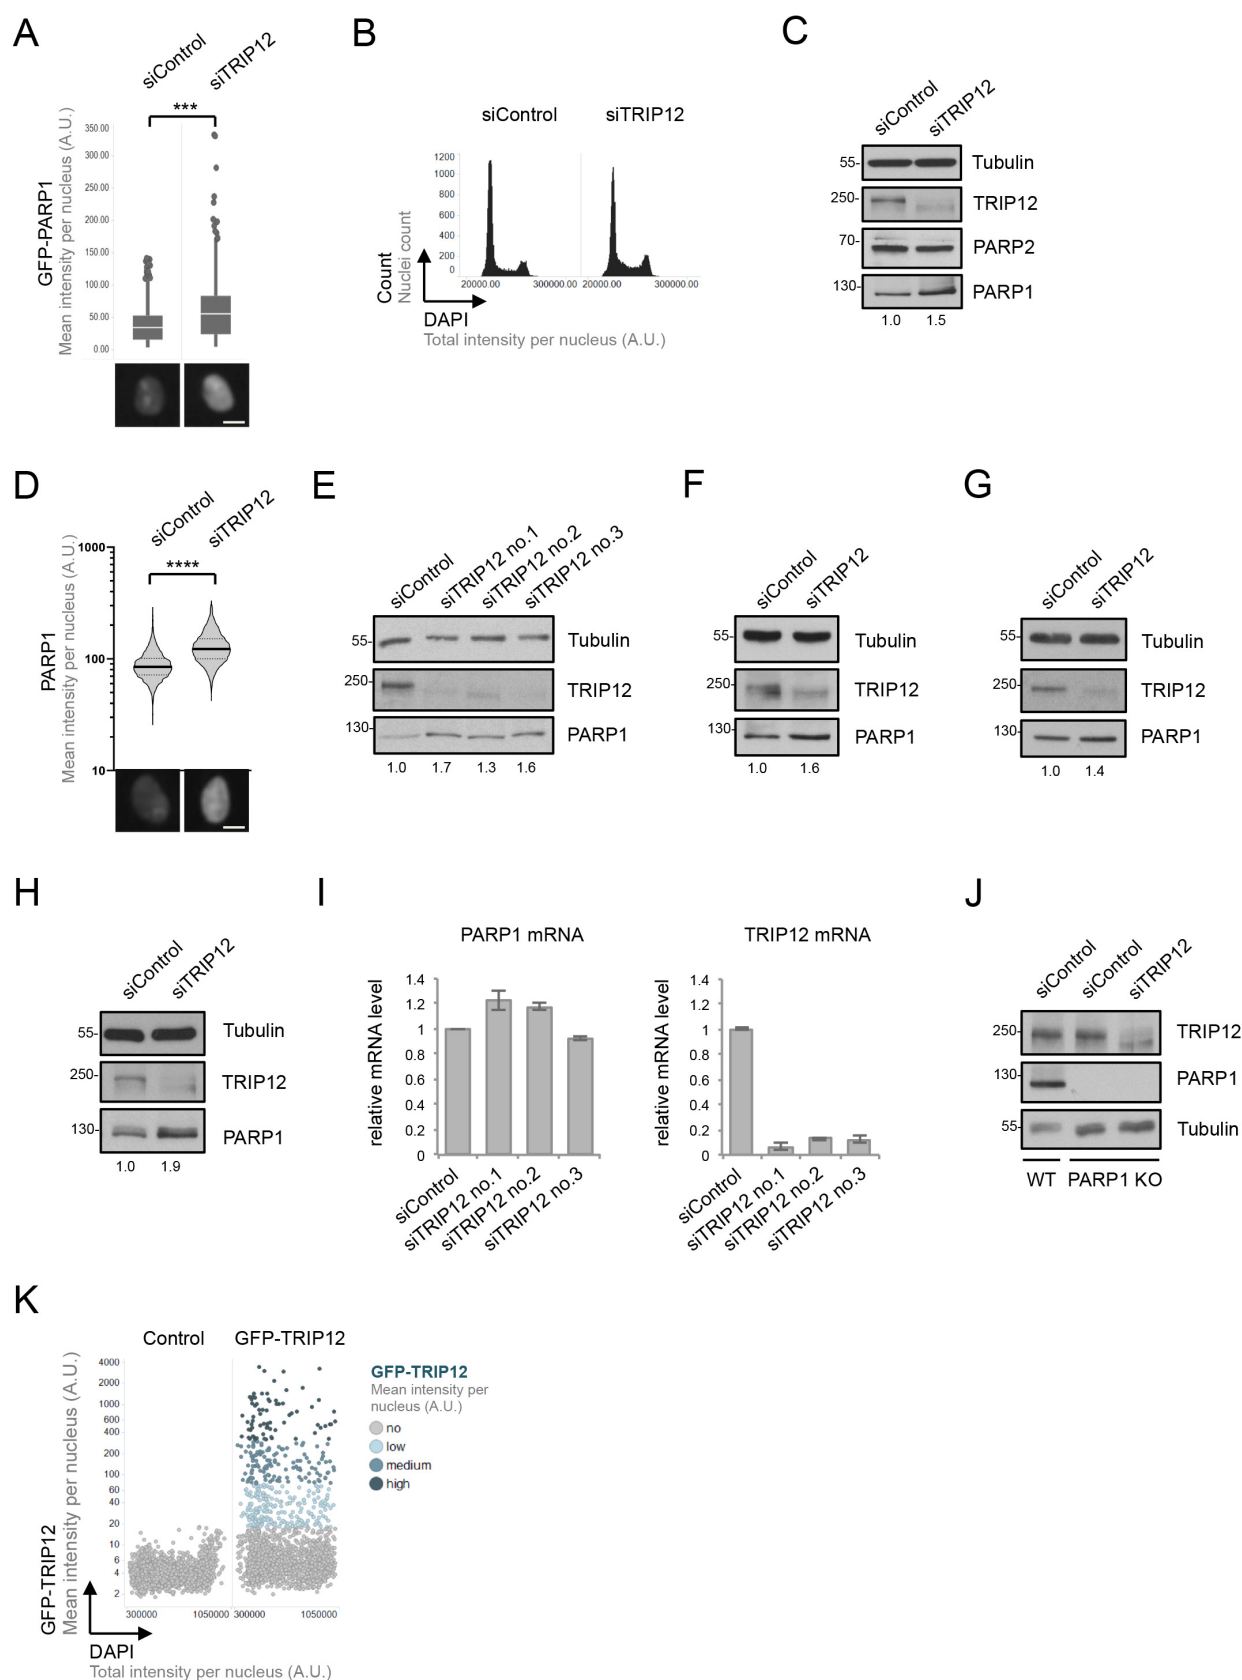 A
siControl
siTRIP12
***
350.00
300.00
250.00
200.00
150.00
100.00
50.00
0.00
GFP-PARP1
Mean intensity per nucleus (A.U.)
B
siControl
siTRIP12
1200
1000
800
600
400
200
0
Count
Nuclei count
20000.00
300000.00
20000.00
300000.00
DAPI
Total intensity per nucleus (A.U.)
C
siControl
siTRIP12
55-
Tubulin
250-
TRIP12
70-
PARP2
130-
PARP1
1.0
1.5
D
siControl
siTRIP12
****
1000
100
10
PARP1
Mean intensity per nucleus (A.U.)
E
siControl
siTRIP12 no.1
siTRIP12 no.2
siTRIP12 no.3
55-
Tubulin
250-
TRIP12
130-
PARP1
1.0
1.7
1.3
1.6
F
siControl
siTRIP12
55-
Tubulin
250-
TRIP12
130-
PARP1
1.0
1.6
G
siControl
siTRIP12
55-
Tubulin
250-
TRIP12
130-
PARP1
1.0
1.4
H
siControl
siTRIP12
55-
Tubulin
250-
TRIP12
130-
PARP1
1.0
1.9
I
PARP1 mRNA
relative mRNA level
1.4
1.2
1
0.8
0.6
0.4
0.2
0
siControl
siTRIP12 no.1
siTRIP12 no.2
siTRIP12 no.3
TRIP12 mRNA
relative mRNA level
1.4
1.2
1
0.8
0.6
0.4
0.2
0
siControl
siTRIP12 no.1
siTRIP12 no.2
siTRIP12 no.3
J
siControl
siControl
siTRIP12
250-
TRIP12
130-
PARP1
55-
Tubulin
WT
PARP1 KO
K
Control
GFP-TRIP12
4000
2000
1000
600
400
200
100
60
40
20
10
6
4
2
GFP-TRIP12
Mean intensity per nucleus (A.U.)
300000
1050000
300000
1050000
DAPI
Total intensity per nucleus (A.U.)
GFP-TRIP12
Mean intensity per
nucleus (A.U.)
no
low
medium
high